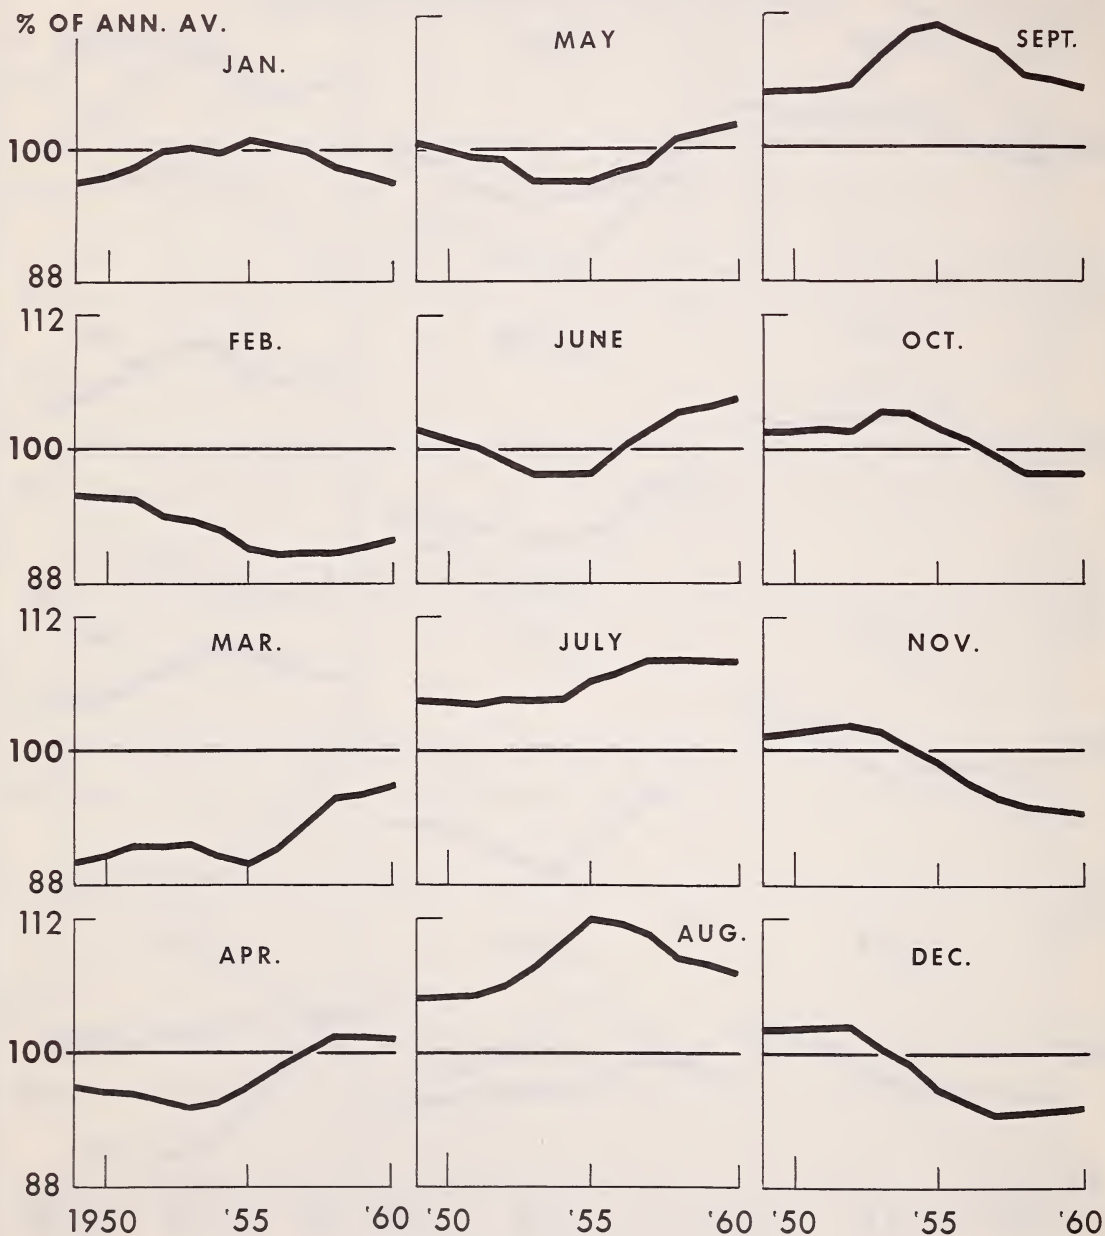 % OF ANN. AV.
JAN.
MAY
SEPT.
100
88
112
FEB.
JUNE
OCT.
100
88
112
MAR.
JULY
NOV.
100
88
112
APR.
AUG.
DEC.
100
88
1950 '55 '60 '50 '55 '60 '50 '55 '60